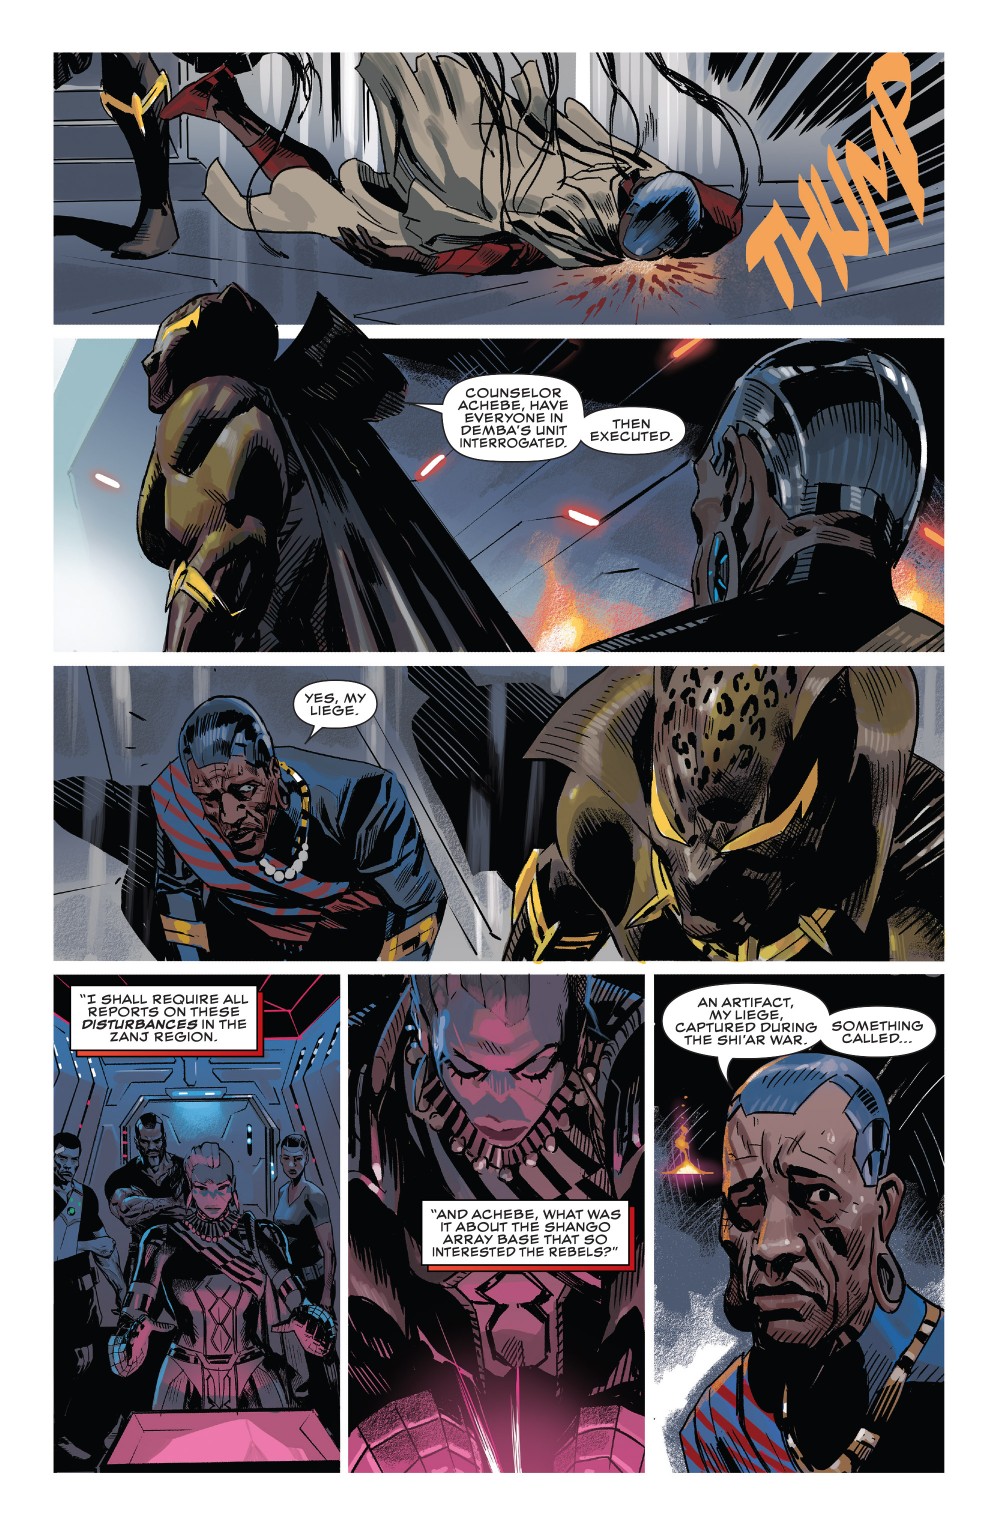 THUMP
COUNSELOR
ACHEBE, HAVE
EVERYONE IN
DEMBA'S UNIT
INTERROGATED.
THEN
EXECUTED.
YES, MY
LIEGE.
"I SHALL REQUIRE ALL
REPORTS ON THESE
DISTURBANCES IN THE
ZANJ REGION.
"AND ACHEBE, WHAT WAS
IT ABOUT THE SHANGO
ARRAY BASE THAT SO
INTERESTED THE REBELS?"
AN ARTIFACT,
MY LIEGE,
CAPTURED DURING
THE SHI'AR WAR.
SOMETHING
CALLED...